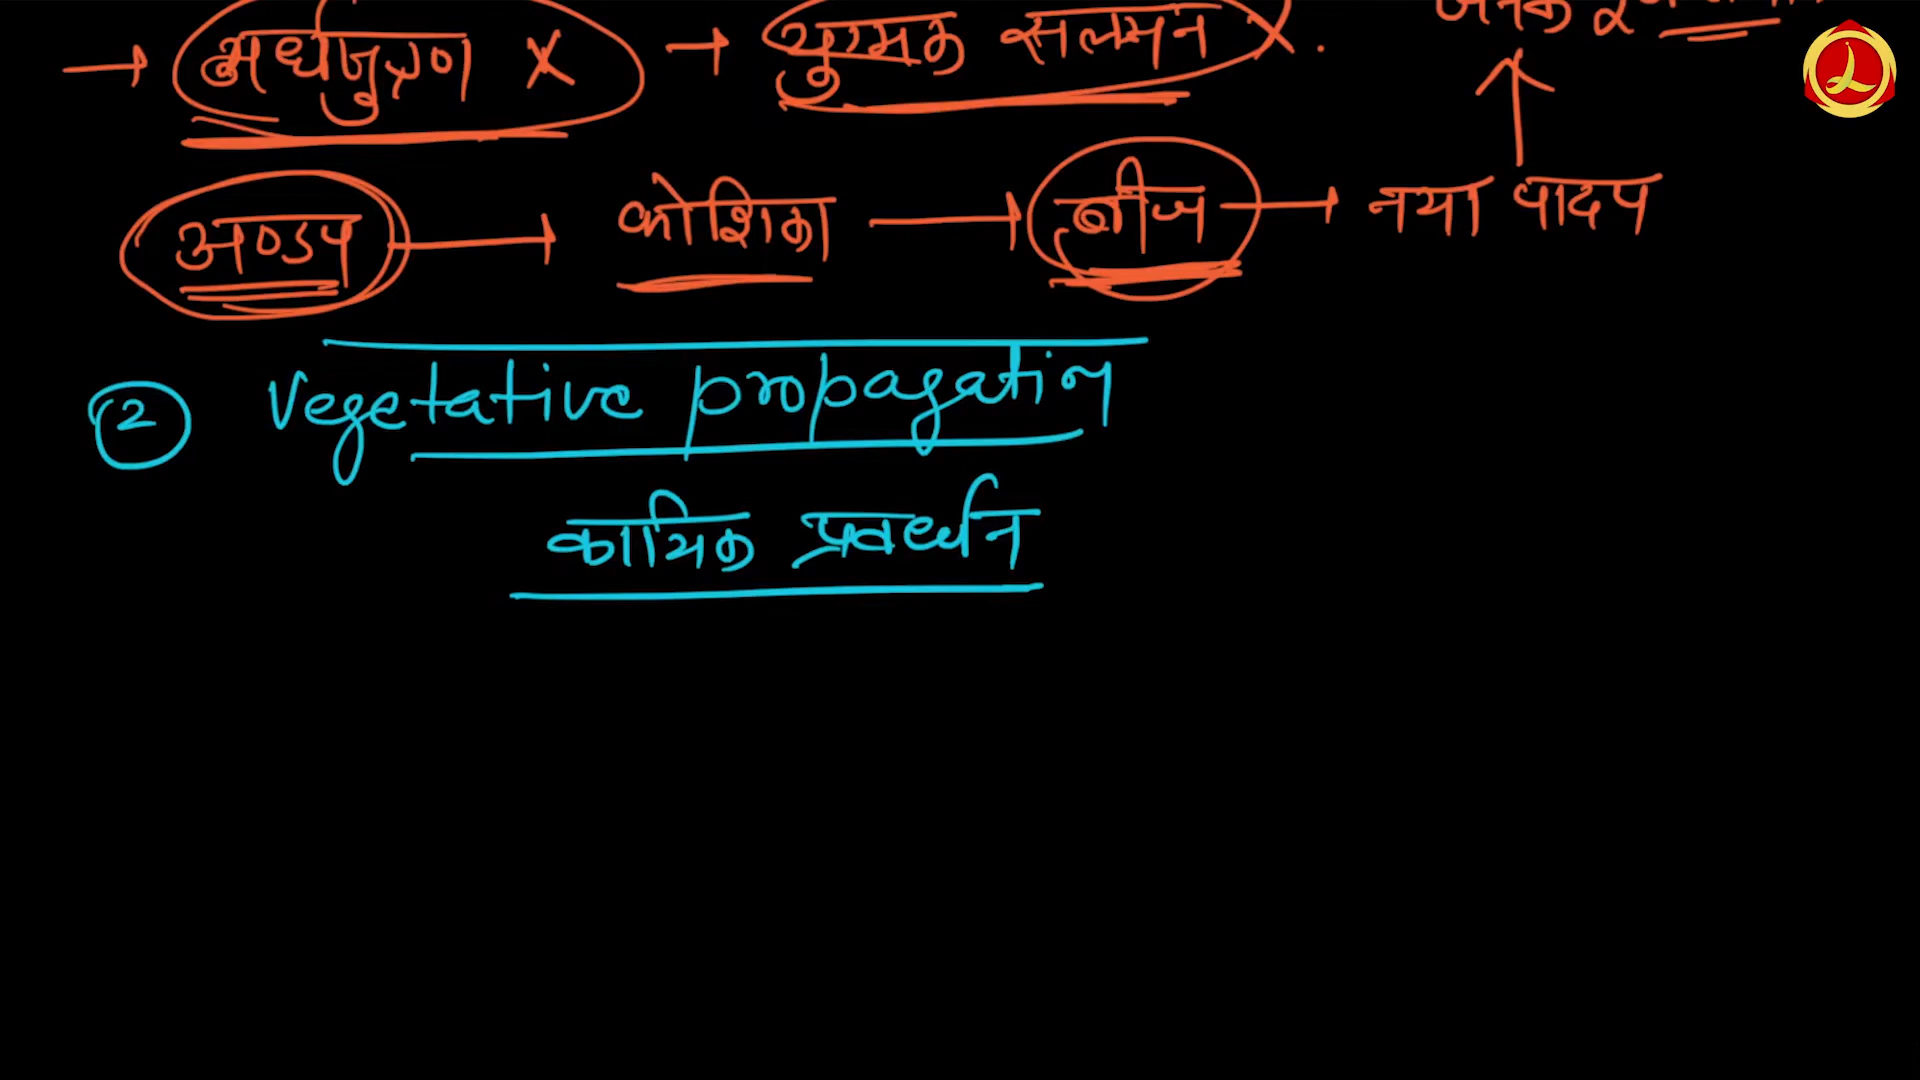 → अर्धसूत्रण X → युग्मक संलयन X.
अण्डप → कोशिका → बीज → नया पादप
② Vegetative propagation
कायिक प्रवर्धन